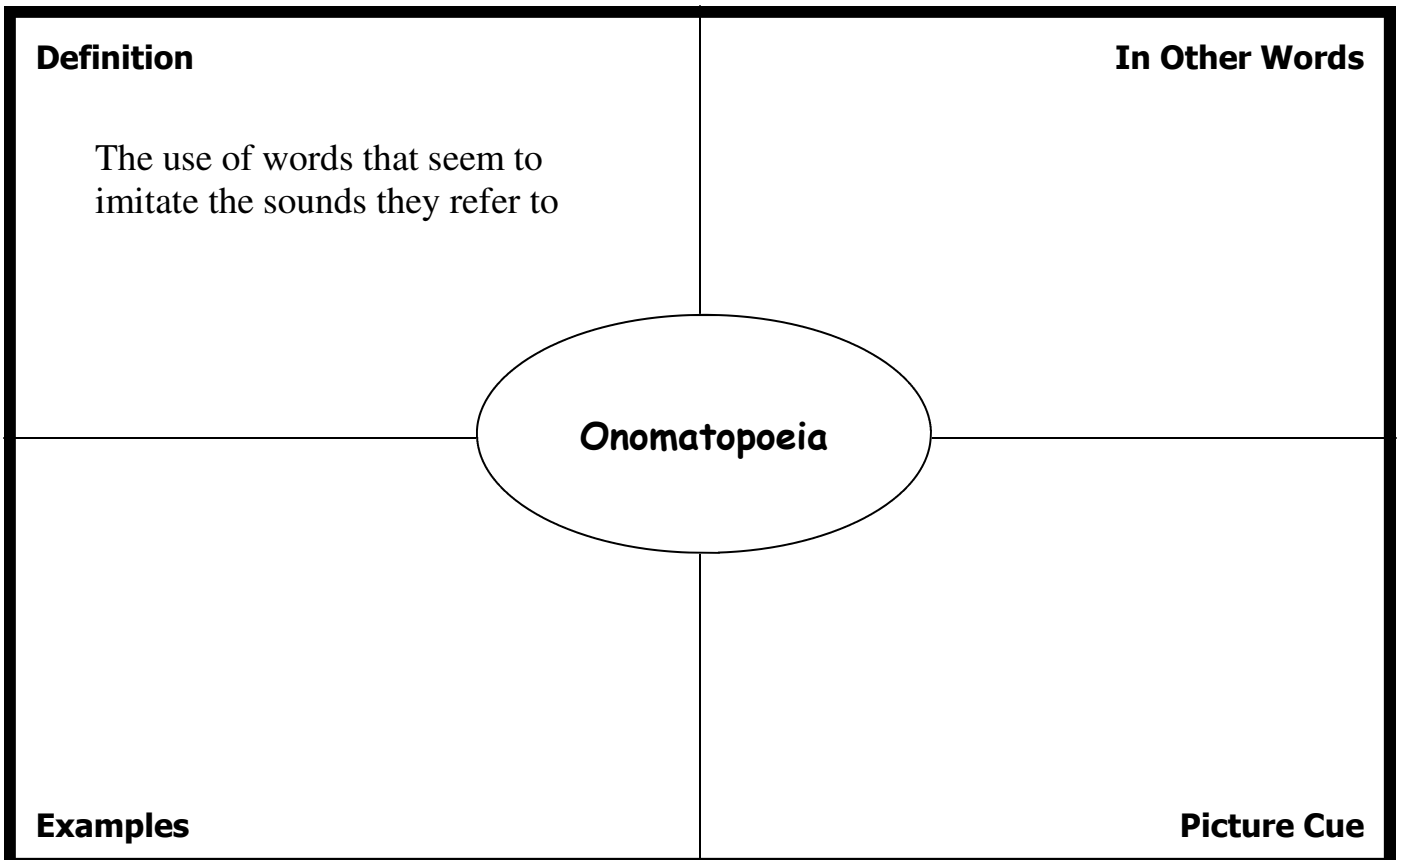 Definition
In Other Words
The use of words that seem to
imitate the sounds they refer to
Onomatopoeia
Examples
Picture Cue